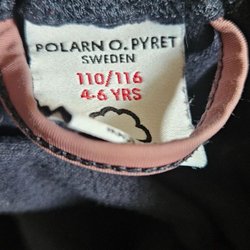 POLARN O. PYRET
SWEDEN
110/116
4-6 YRS